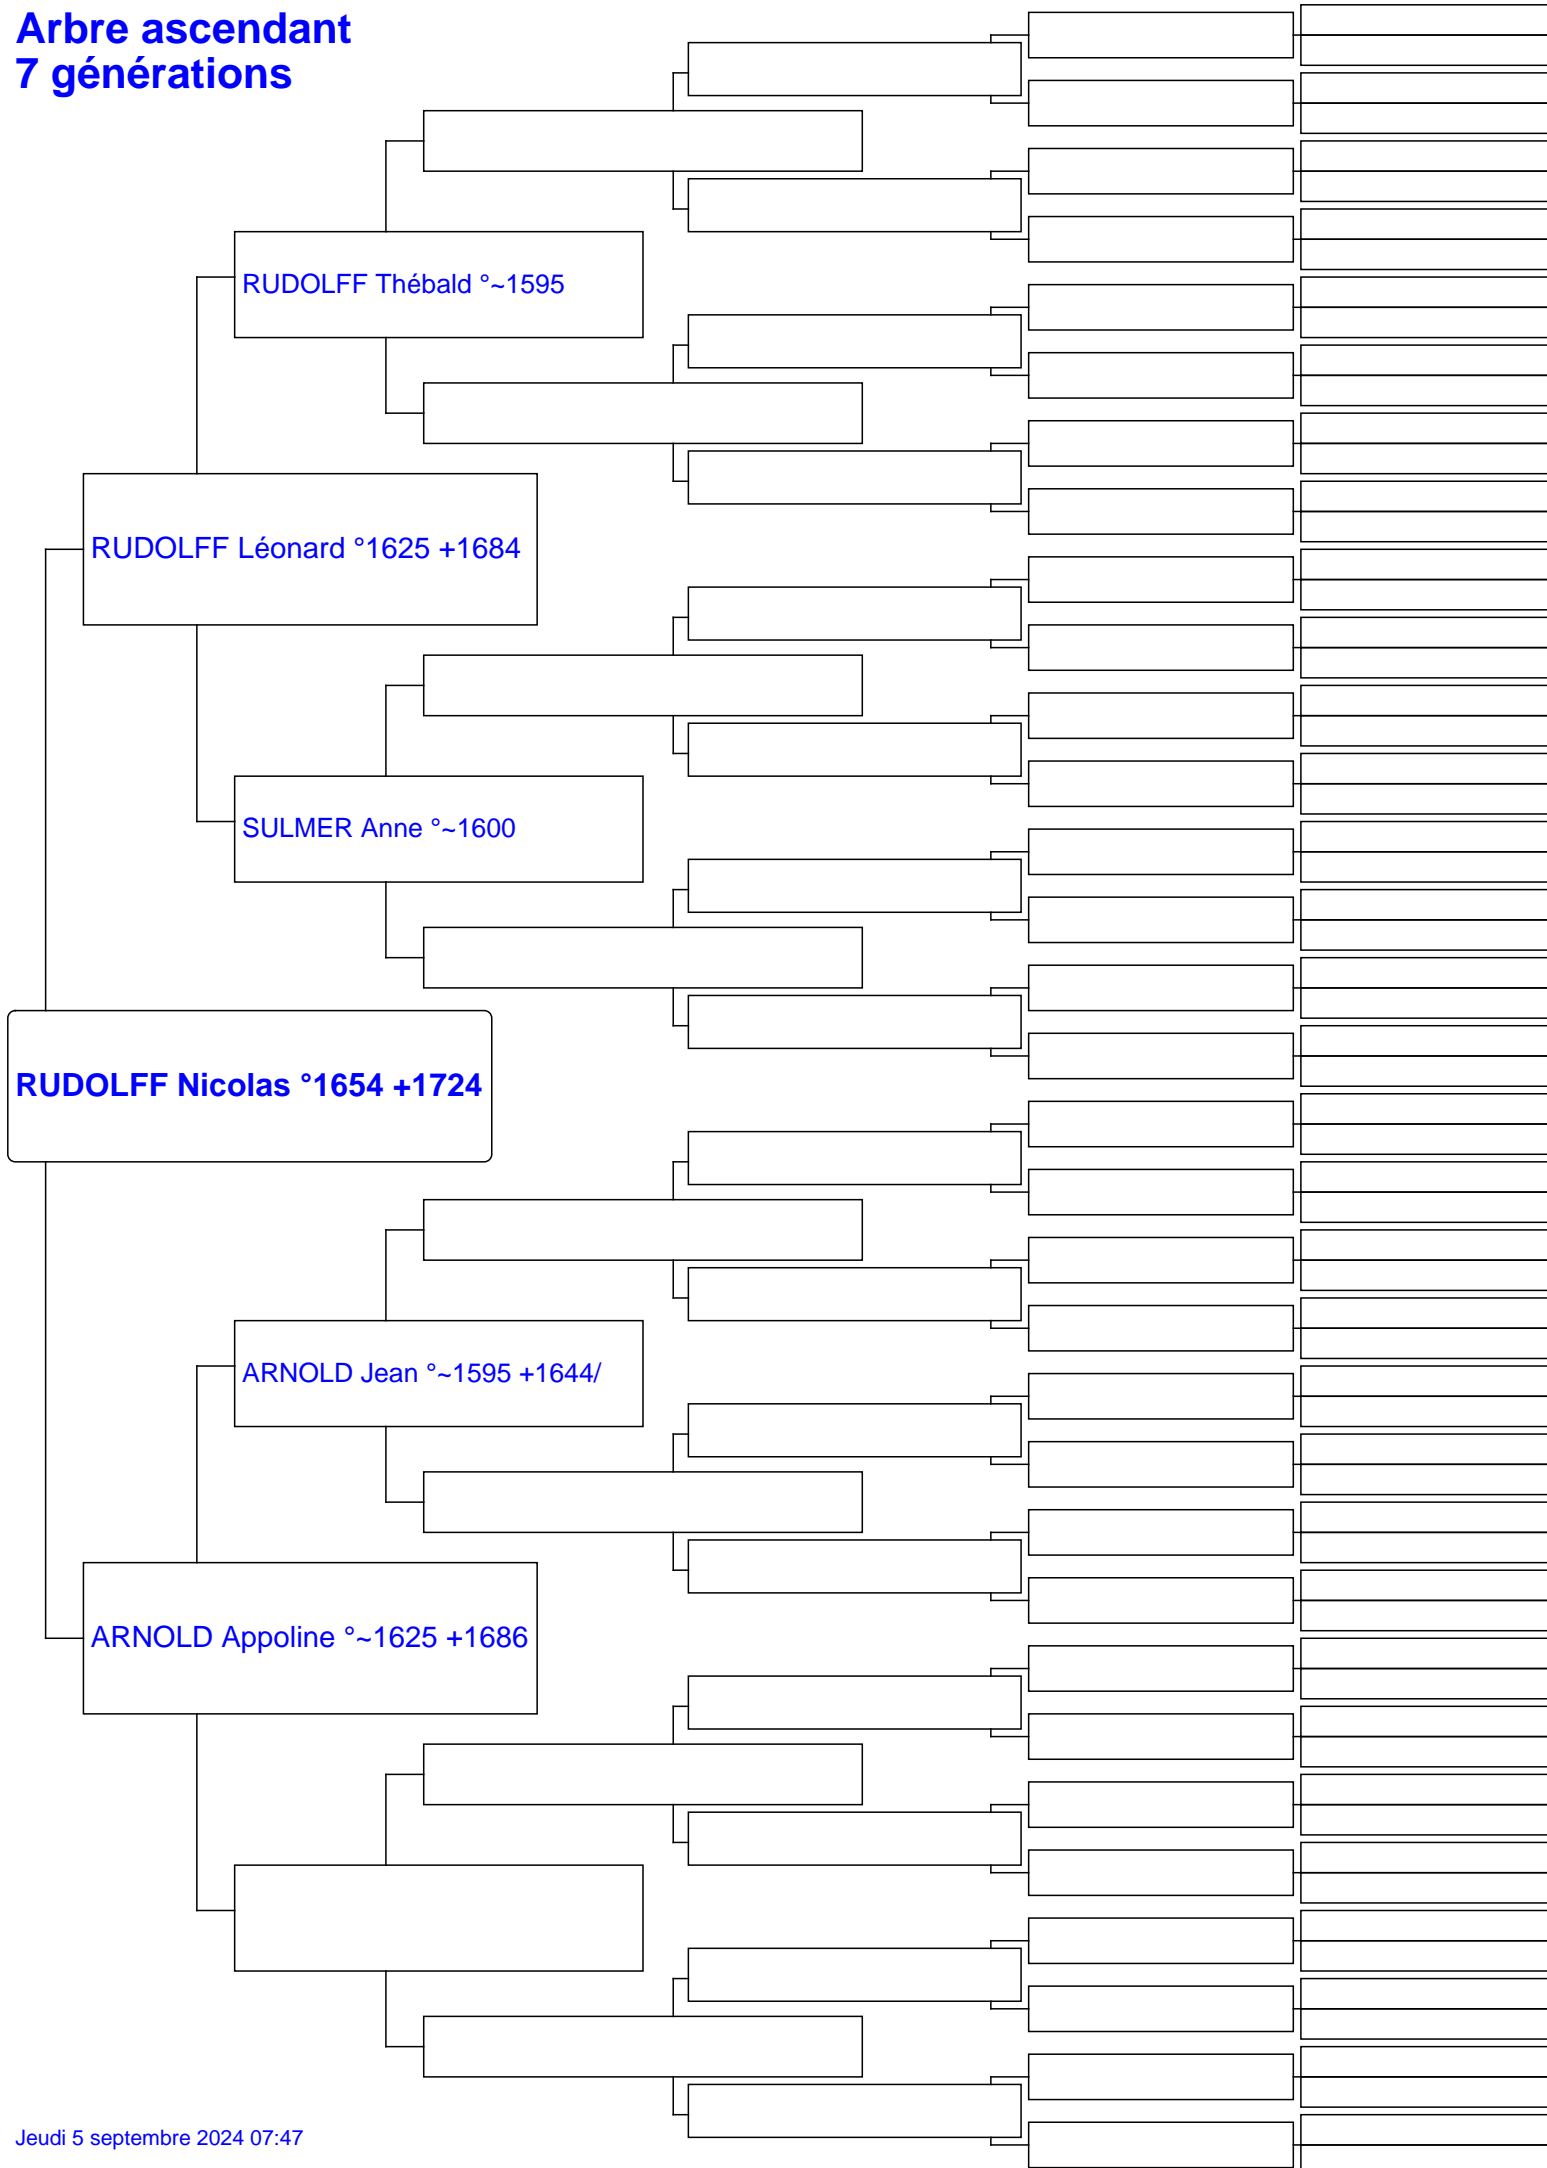 Arbre ascendant
7 générations
RUDOLFF Thébald °~1595
RUDOLFF Léonard °1625 +1684
SULMER Anne °~1600
RUDOLFF Nicolas °1654 +1724
ARNOLD Jean °~1595 +1644/
ARNOLD Appoline °~1625 +1686
Jeudi 5 septembre 2024 07:47